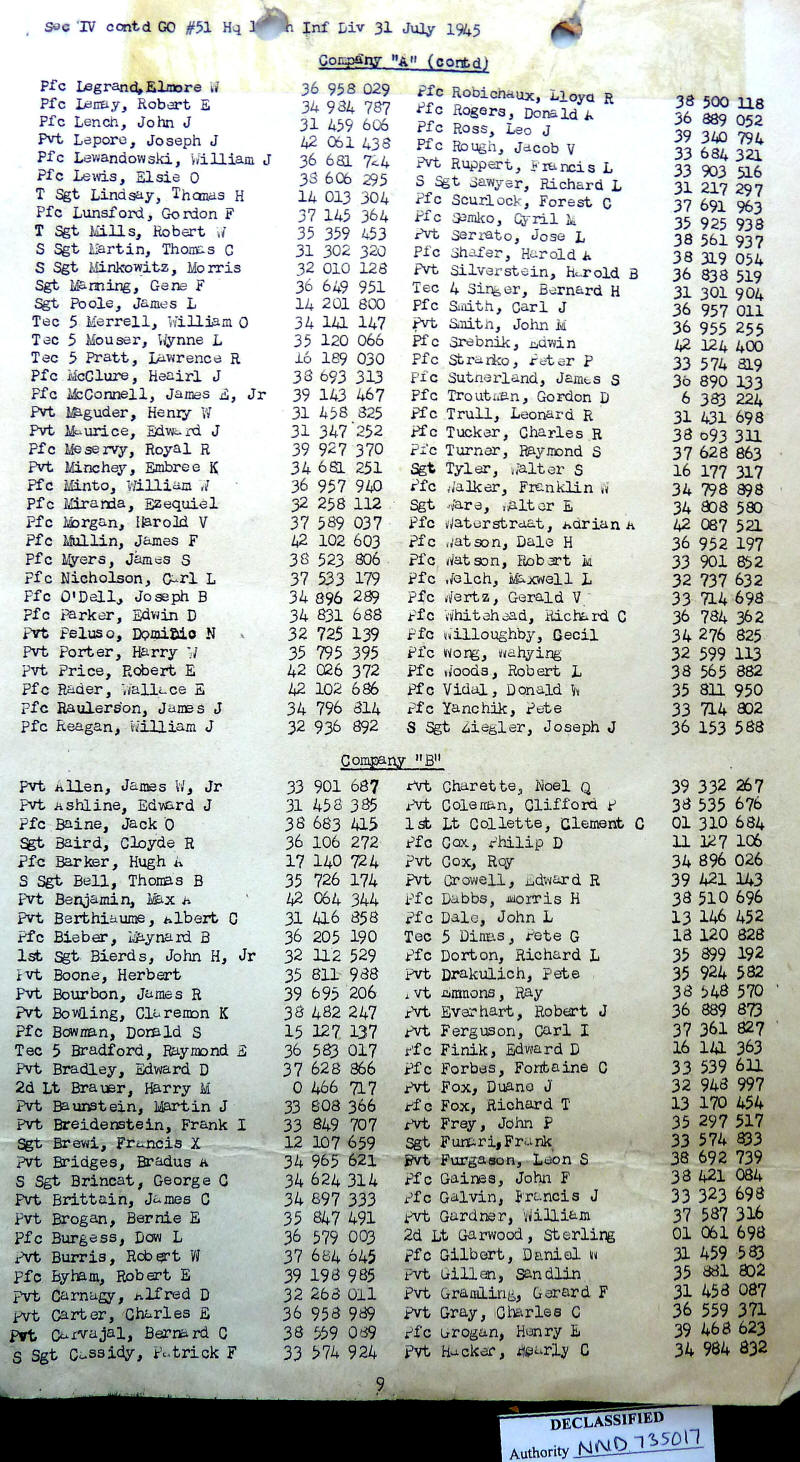 Sec IV contd GO #51 Hq Inf Div 31 July 1945
Company "A" (contd)
Pfc Legrand, Elmore W 36 958 029
Pfc Lemay, Robert E 34 984 787
Pfc Lench, John J 31 459 606
Pvt Lepore, Joseph J 42 061 438
Pfc Lewandowski, William J 36 681 724
Pfc Lewis, Elsie O 38 606 295
T Sgt Lindsay, Thomas H 14 013 304
Pfc Lunsford, Gordon F 37 145 364
T Sgt Mills, Robert W 35 359 453
S Sgt Martin, Thomas C 31 302 320
S Sgt Minkowitz, Morris 32 010 128
Sgt Manning, Gene F 36 649 951
Sgt Poole, James L 14 201 800
Tec 5 Merrell, William O 34 141 147
Tec 5 Mouser, Wynne L 35 120 066
Tec 5 Pratt, Lawrence R 16 189 030
Pfc McClure, Heairl J 38 693 313
Pfc McConnell, James E, Jr 39 143 467
Pvt Maguder, Henry W 31 458 825
Pvt Maurice, Edward J 31 347 252
Pfc Meservy, Royal R 39 927 370
Pvt Minchey, Embree K 34 681 251
Pfc Minto, William W 36 957 940
Pfc Miranda, Ezequiel 32 258 112
Pfc Morgan, Harold V 37 589 037
Pfc Mullin, James F 42 102 603
Pfc Myers, James S 38 523 806
Pfc Nicholson, Carl L 37 533 179
Pfc O'Dell, Joseph B 34 896 289
Pfc Parker, Edwin D 34 831 688
Pvt Peluso, Dominic N 32 725 139
Pvt Porter, Harry W 35 795 395
Pvt Price, Robert E 42 026 372
Pfc Rader, Wallace E 42 102 686
Pfc Raulerson, James J 34 796 814
Pfc Reagan, William J 32 936 892
Pfc Robichaux, Lloyd R 38 500 118
Pfc Rogers, Donald A 36 889 052
Pfc Ross, Leo J 39 340 794
Pfc Rough, Jacob V 33 684 321
Pvt Ruppert, Francis L 33 903 516
S Sgt Sawyer, Richard L 31 217 297
Pfc Scurlock, Forest C 37 691 963
Pfc Semko, Cyril M 35 925 938
Pvt Serrato, Jose L 38 561 937
Pfc Shafer, Harold A 38 319 054
Pvt Silverstein, Harold B 36 838 519
Tec 4 Singer, Bernard H 31 301 904
Pfc Smith, Carl J 36 957 011
Pvt Smith, John M 36 955 255
Pfc Srebnik, Edwin 42 124 400
Pfc Stranko, Peter P 33 574 819
Pfc Sutherland, James S 36 890 133
Pfc Troutman, Gordon D 6 383 224
Pfc Trull, Leonard R 31 431 698
Pfc Tucker, Charles R 38 693 311
Pfc Turner, Raymond S 37 628 863
Sgt Tyler, Walter S 16 177 317
Pfc Walker, Franklin W 34 798 898
Sgt Ware, Walter E 34 808 580
Pfc Waterstraat, Adrian A 42 087 521
Pfc Watson, Dale H 36 952 197
Pfc Watson, Robert M 33 901 852
Pfc Welch, Maxwell L 32 737 632
Pfc Wertz, Gerald V 33 714 698
Pfc Whitehead, Richard C 36 784 362
Pfc Willoughby, Cecil 34 276 825
Pfc Wong, Wahying 32 599 113
Pfc Woods, Robert L 38 565 882
Pfc Vidal, Donald W 35 811 950
Pfc Yanchik, Pete 33 714 802
S Sgt Ziegler, Joseph J 36 153 588
Company "B"
Pvt Allen, James W, Jr 33 901 687
Pvt Ashline, Edward J 31 458 385
Pfc Baine, Jack O 38 683 415
Sgt Baird, Cloyde R 36 106 272
Pfc Barker, Hugh A 17 140 724
S Sgt Bell, Thomas B 35 726 174
Pvt Benjamin, Max A 42 064 344
Pvt Berthiaume, Albert C 31 416 858
Pfc Bieber, Maynard B 36 205 190
1st Sgt Bierds, John H, Jr 32 112 529
Pvt Boone, Herbert 35 811 988
Pvt Bourbon, James R 39 695 206
Pvt Bowling, Claremon K 38 482 247
Pfc Bowman, Donald S 15 127 137
Tec 5 Bradford, Raymond E 36 583 017
Pvt Bradley, Edward D 37 628 866
2d Lt Brauer, Harry M 0 466 717
Pvt Baunstein, Martin J 33 808 366
Pvt Breidenstein, Frank I 33 849 707
Sgt Brewi, Francis X 12 107 659
Pvt Bridges, Bradus A 34 965 621
S Sgt Brincat, George C 34 624 314
Pvt Brittain, James C 34 897 333
Pvt Brogan, Bernie E 35 847 491
Pfc Burgess, Dow L 36 579 003
Pvt Burris, Robert W 37 684 645
Pfc Byham, Robert E 39 198 985
Pvt Carnagy, Alfred D 32 268 011
Pvt Carter, Charles E 36 958 989
Pvt Carvajal, Bernard C 38 559 089
S Sgt Cassidy, Patrick F 33 574 924
Pvt Charette, Noel Q 39 332 267
Pvt Coleman, Clifford P 38 535 676
1st Lt Collette, Clement C 01 310 684
Pfc Cox, Philip D 11 127 106
Pvt Cox, Roy 34 896 026
Pvt Crowell, Edward R 39 421 143
Pfc Dabbs, Morris H 38 510 696
Pfc Dale, John L 13 146 452
Tec 5 Dimas, Pete G 18 120 828
Pfc Dorton, Richard L 35 899 192
Pvt Drakulich, Pete 35 924 582
Pvt Emmons, Ray 38 548 570
Pvt Everhart, Robert J 36 889 873
Pvt Ferguson, Carl I 37 361 827
Pfc Finik, Edward D 16 141 363
Pfc Forbes, Fontaine C 33 539 611
Pvt Fox, Duane J 32 948 997
Pfc Fox, Richard T 13 170 454
Pvt Frey, John P 35 297 517
Sgt Funari, Frank 33 574 833
Pvt Furgason, Leon S 38 692 739
Pfc Gaines, John F 38 421 084
Pfc Galvin, Francis J 33 323 698
Pvt Gardner, William 37 587 316
2d Lt Garwood, Sterling 01 061 698
Pfc Gilbert, Daniel W 31 459 583
Pvt Gillen, Sandlin 35 881 802
Pvt Gramling, Gerard F 31 458 087
Pvt Gray, Charles C 36 559 371
Pfc Grogan, Henry E 39 468 623
Pvt Hacker, Hearly C 34 984 832
9
DECLASSIFIED
Authority NND 735017